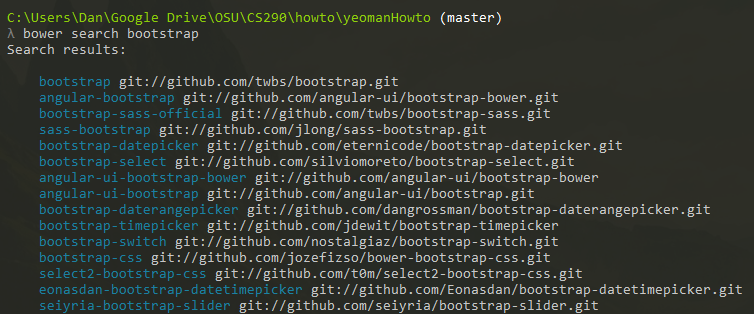 C:\Users\Dan\Google Drive\OSU\CS290\howto\yeomanHowto (master)
λ bower search bootstrap
Search results:
bootstrap git://github.com/twbs/bootstrap.git
angular-bootstrap git://github.com/angular-ui/bootstrap-bower.git
bootstrap-sass-official git://github.com/twbs/bootstrap-sass.git
sass-bootstrap git://github.com/jlong/sass-bootstrap.git
bootstrap-datepicker git://github.com/eternicode/bootstrap-datepicker.git
bootstrap-select git://github.com/silviomoreto/bootstrap-select.git
angular-ui-bootstrap-bower git://github.com/angular-ui/bootstrap-bower
angular-ui-bootstrap git://github.com/angular-ui/bootstrap.git
bootstrap-daterangepicker git://github.com/dangrossman/bootstrap-daterangepicker.git
bootstrap-timepicker git://github.com/jdewit/bootstrap-timepicker
bootstrap-switch git://github.com/nostalgiaz/bootstrap-switch.git
bootstrap-css git://github.com/jozefizso/bower-bootstrap-css.git
select2-bootstrap-css git://github.com/t0m/select2-bootstrap-css.git
eonasdan-bootstrap-datetimepicker git://github.com/Eonasdan/bootstrap-datetimepicker.git
seiyria-bootstrap-slider git://github.com/seiyria/bootstrap-slider.git